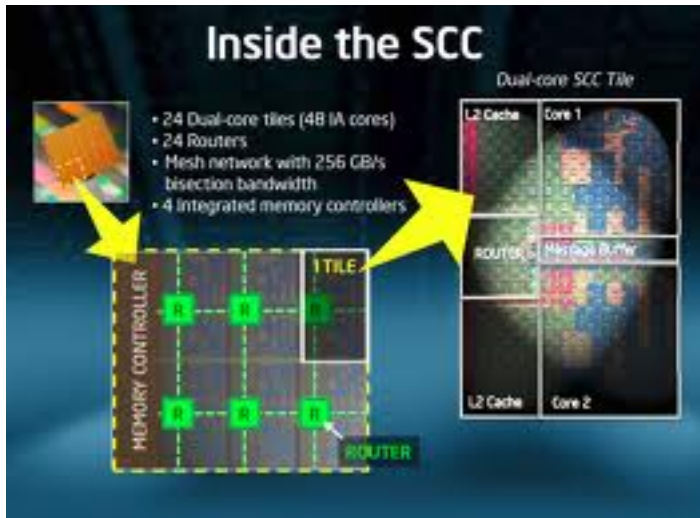 Inside the SCC
Dual-core SCC Tile
• 24 Dual-core tiles (48 IA cores)
• 24 Routers
• Mesh network with 256 GB/s
bisection bandwidth
• 4 Integrated memory controllers
L2 Cache
Core 1
ROUTER
Message Buffer
L2 Cache
Core 2
MEMORY CONTROLLER
1 TILE
R
R
R
R
R
R
ROUTER